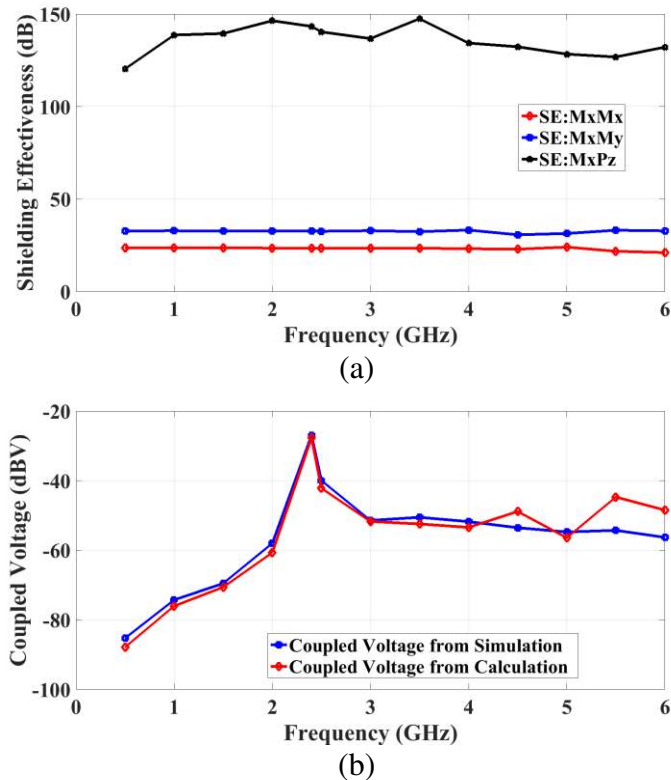 150
100
50
0
Shielding Effectiveness (dB)
SE:MxMx
SE:MxMy
SE:MxPz
0 1 2 3 4 5 6
Frequency (GHz)
(a)
-20
-40
-60
-80
-100
Coupled Voltage (dBV)
Coupled Voltage from Simulation
Coupled Voltage from Calculation
0 1 2 3 4 5 6
Frequency (GHz)
(b)